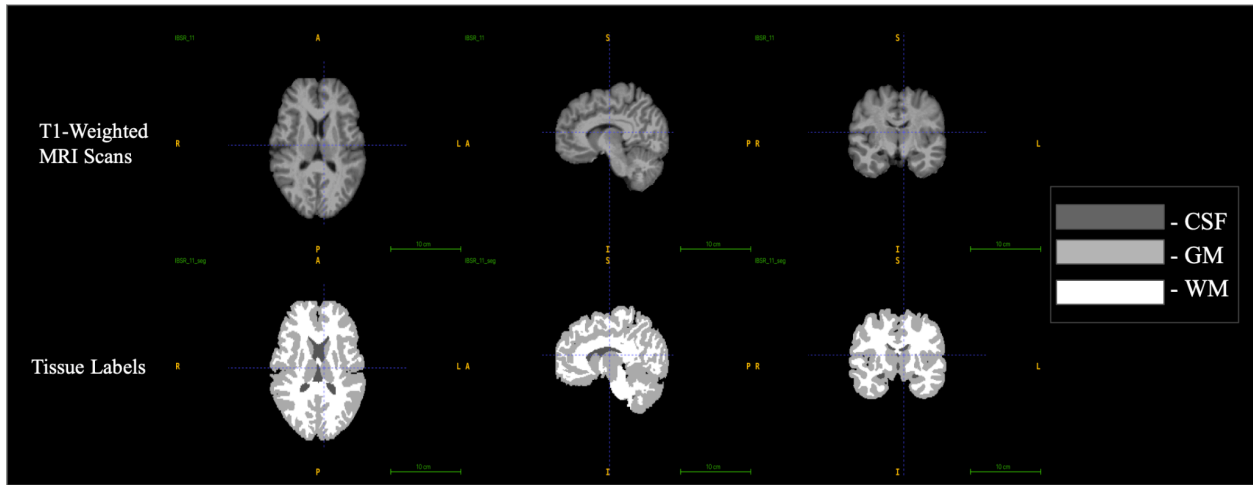 IBSR_11
A
IBSR_11
S
IBSR_11
S
T1-Weighted
MRI Scans
R
L A
P R
L
- CSF
- GM
- WM
10 cm
10 cm
10 cm
P
I
I
IBSR_11_seg
A
IBSR_11_seg
S
IBSR_11_seg
S
Tissue Labels
R
L A
P R
L
10 cm
10 cm
10 cm
P
I
I